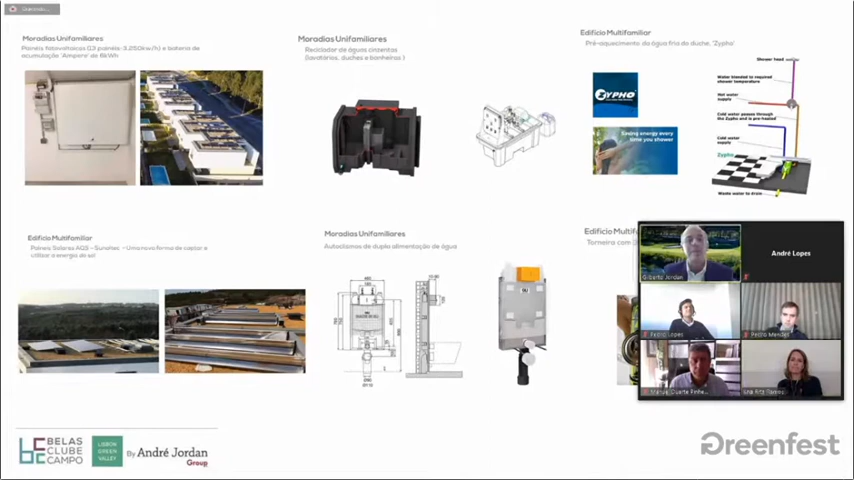 Moradias Unifamiliares
Painéis fotovoltaicos (13 painéis: 3.250kw/h) e bateria de
acumulação 'Ampere' de 6kWh
Moradias Unifamiliares
Reciclador de águas cinzentas
(lavatórios, duches e banheiras )
Edifício Multifamiliar
Pré-aquecimento da água fria do duche, 'Zypho'
ZYPHO
Saving energy every
time you shower
Shower head
Water blended to required
shower temperature
Hot water
supply
Cold water passes through
the Zypho and is pre-heated
Cold water
supply
Zypho
Waste water to drain
Edifício Multifamiliar
Paineis Solares AQS – Sunaitec – Uma nova forma de captar e
utilizar a energia do sol
Moradias Unifamiliares
Autoclismos de dupla alimentação de água
Edifício
Torneira com
Gilberto Jordan
André Lopes
Pedro Lopes
Pedro Mendes
Manuel Duarte Pinhe...
Ana Rita Ramos
BELAS
CLUBE
CAMPO
LISBON
GREEN
VALLEY
By André Jordan
Group
Greenfest